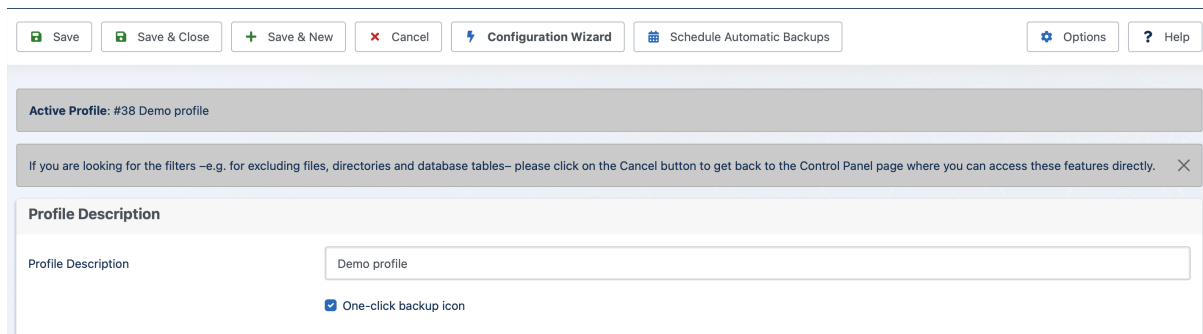 Save Save & Close Save & New Cancel Configuration Wizard Schedule Automatic Backups Options ? Help
Active Profile: #38 Demo profile
If you are looking for the filters –e.g. for excluding files, directories and database tables– please click on the Cancel button to get back to the Control Panel page where you can access these features directly.
Profile Description
Profile Description Demo profile
One-click backup icon